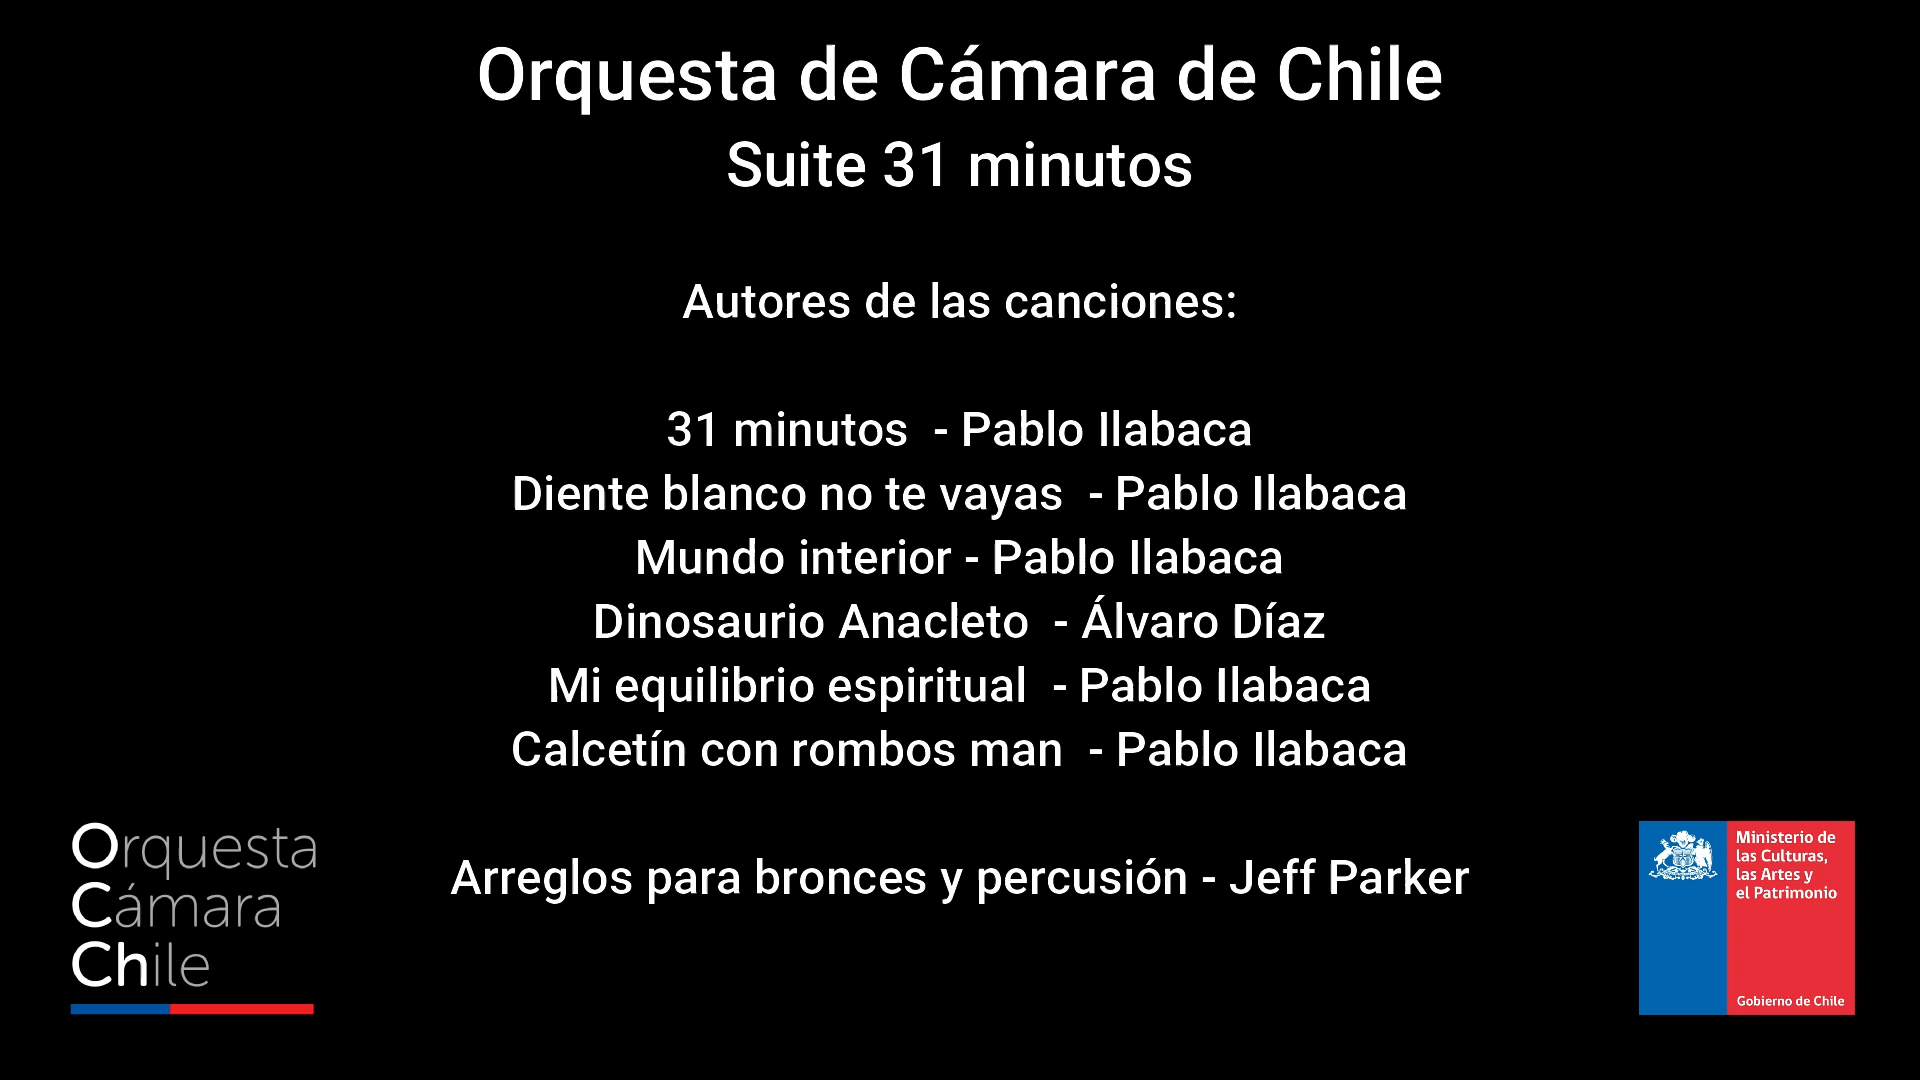 Orquesta de Cámara de Chile
Suite 31 minutos
Autores de las canciones:
31 minutos - Pablo Ilabaca
Diente blanco no te vayas - Pablo Ilabaca
Mundo interior - Pablo Ilabaca
Dinosaurio Anacleto - Álvaro Díaz
Mi equilibrio espiritual - Pablo Ilabaca
Calcetín con rombos man - Pablo Ilabaca
Arreglos para bronces y percusión - Jeff Parker
Orquesta
Cámara
Chile
Ministerio de
las Culturas,
las Artes y
el Patrimonio
Gobierno de Chile